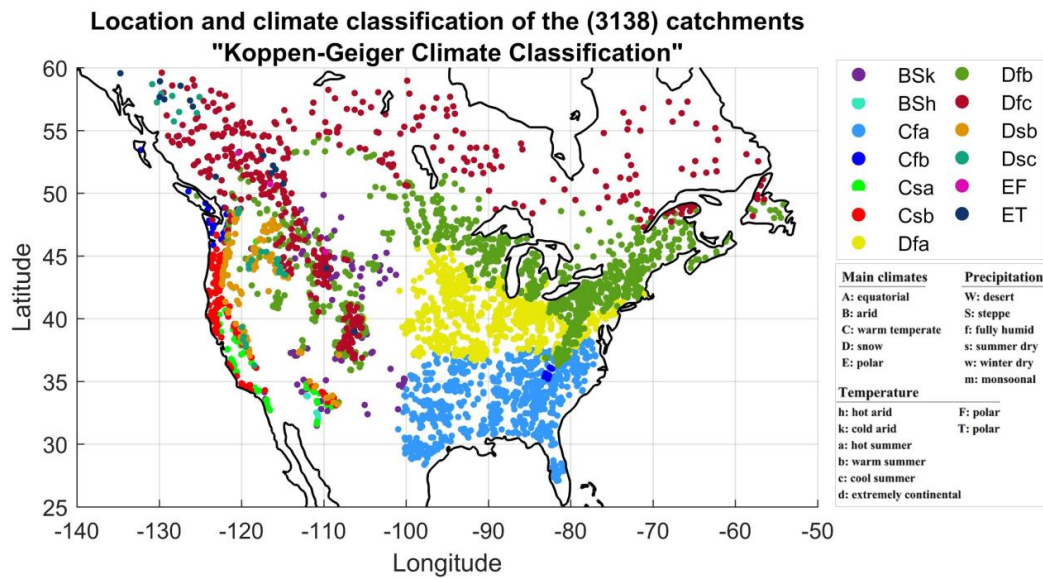 Location and climate classification of the (3138) catchments
"Koppen-Geiger Climate Classification"
60
55
50
45
40
35
30
25
Latitude
-140
-130
-120
-110
-100
-90
-80
-70
-60
-50
Longitude
BSk
BSh
Cfa
Cfb
Csa
Csb
Dfa
Dfb
Dfc
Dsb
Dsc
EF
ET
Main climates
A: equatorial
B: arid
C: warm temperate
D: snow
E: polar
Precipitation
W: desert
S: steppe
f: fully humid
s: summer dry
w: winter dry
m: monsoonal
Temperature
h: hot arid
k: cold arid
a: hot summer
b: warm summer
c: cool summer
d: extremely continental
F: polar
T: polar